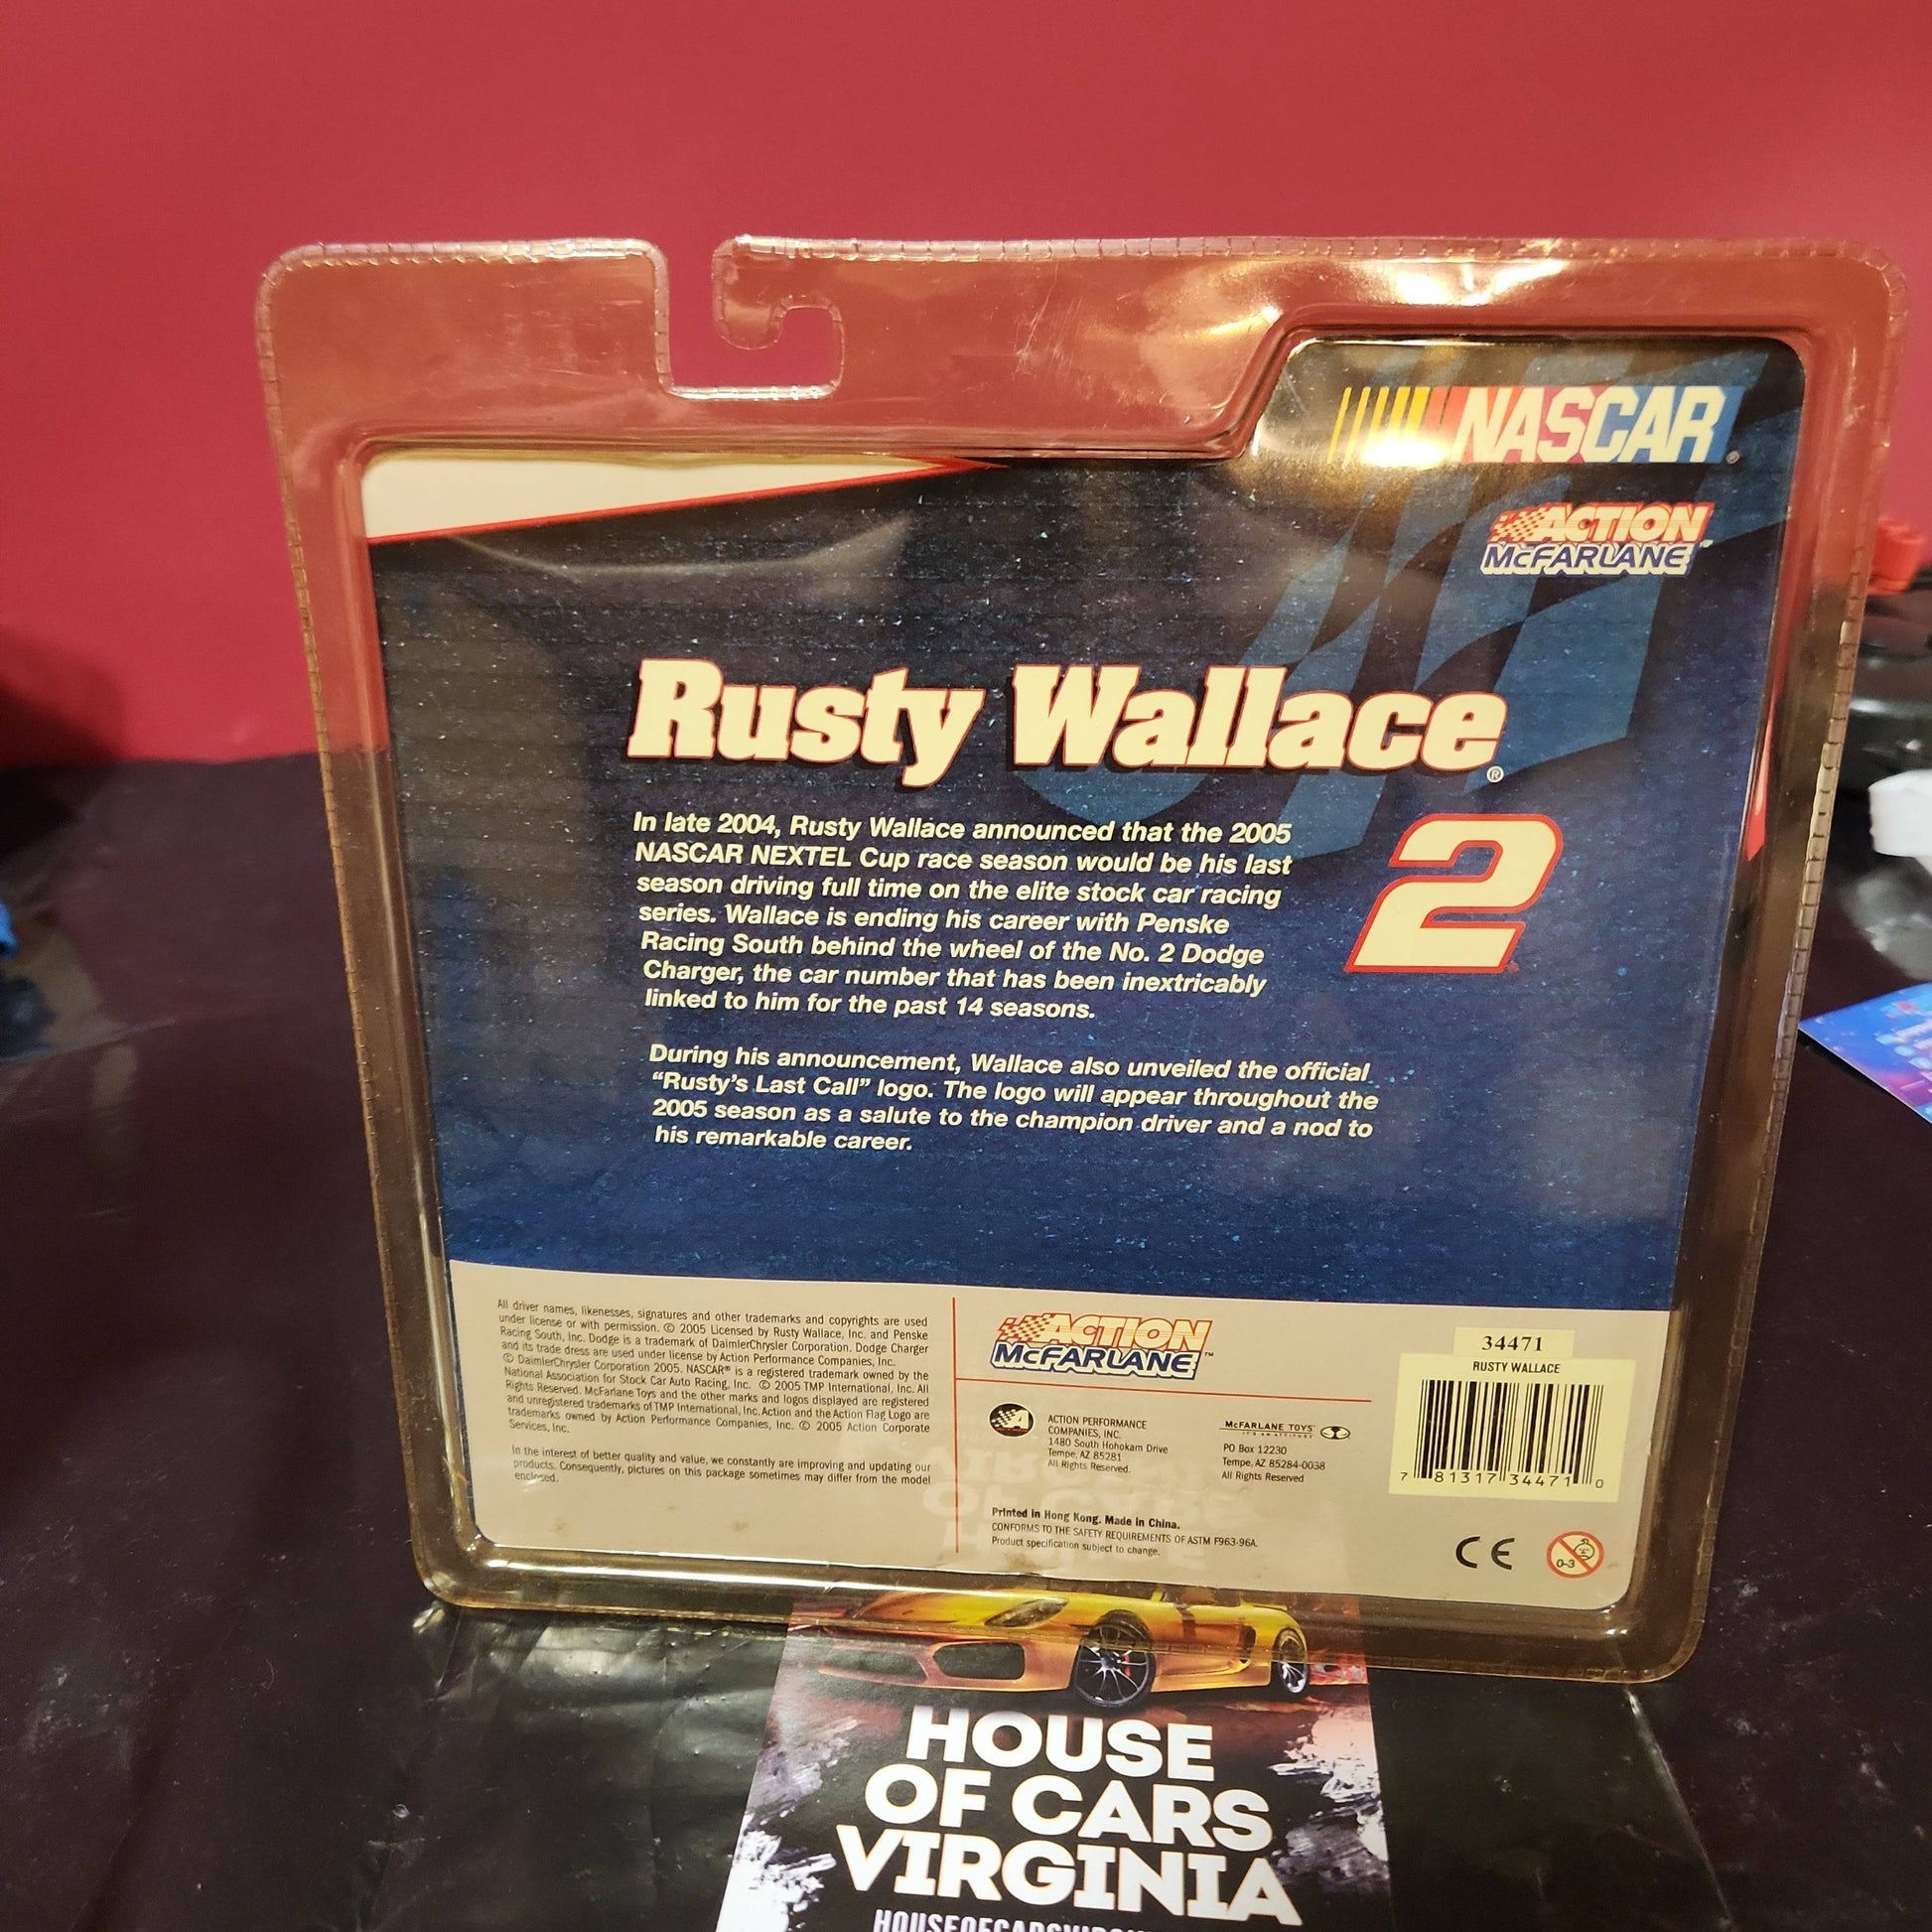 NASCAR®
ACTION
McFARLANE
Rusty Wallace®
In late 2004, Rusty Wallace announced that the 2005
NASCAR NEXTEL Cup race season would be his last
season driving full time on the elite stock car racing
series. Wallace is ending his career with Penske
Racing South behind the wheel of the No. 2 Dodge
Charger, the car number that has been inextricably
linked to him for the past 14 seasons.
2
During his announcement, Wallace also unveiled the official
“Rusty’s Last Call” logo. The logo will appear throughout the
2005 season as a salute to the champion driver and a nod to
his remarkable career.
All driver names, likenesses, signatures and other trademarks and copyrights are used
under license or with permission. © 2005 Licensed by Rusty Wallace, Inc. and Penske
Racing South, Inc. Dodge is a trademark of DaimlerChrysler Corporation. Dodge Charger
and its trade dress are used under license by Action Performance Companies, Inc.
© DaimlerChrysler Corporation 2005. NASCAR® is a registered trademark owned by the
National Association for Stock Car Auto Racing, Inc. © 2005 TMP International, Inc. All
Rights Reserved. McFarlane Toys and the other marks and logos displayed are registered
and unregistered trademarks of TMP International, Inc. Action and the Action Flag Logo are
trademarks owned by Action Performance Companies, Inc. © 2005 Action Corporate
Services, Inc.
In the interest of better quality and value, we constantly are improving and updating our
products. Consequently, pictures on this package sometimes may differ from the model
enclosed.
ACTION
McFARLANE™
ACTION PERFORMANCE
COMPANIES, INC.
1480 South Hohokam Drive
Tempe, AZ 85281
All Rights Reserved.
McFARLANE TOYS
IT'S AN ATTITUDE
PO Box 12230
Tempe, AZ 85284-0038
All Rights Reserved
Printed in Hong Kong. Made in China.
CONFORMS TO THE SAFETY REQUIREMENTS OF ASTM F963-96A.
Product specification subject to change.
34471
RUSTY WALLACE
7 81317 34471 0
CE
0-3
HOUSE
OF CARS
VIRGINIA